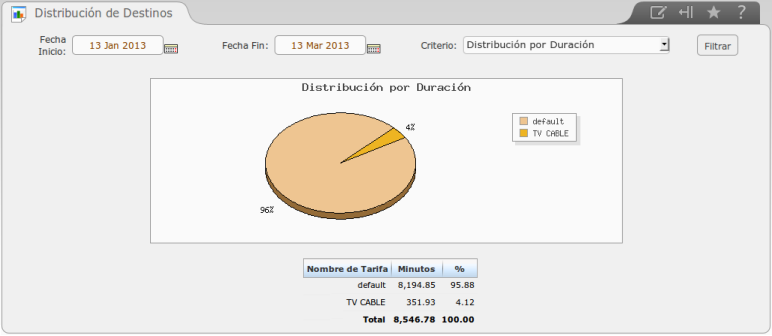 Distribución de Destinos
?
Fecha Inicio: 13 Jan 2013 Fecha Fin: 13 Mar 2013 Criterio: Distribución por Duración Filtrar
Distribución por Duración
4%
96%
default
TV CABLE
Nombre de Tarifa Minutos %
default 8,194.85 95.88
TV CABLE 351.93 4.12
Total 8,546.78 100.00